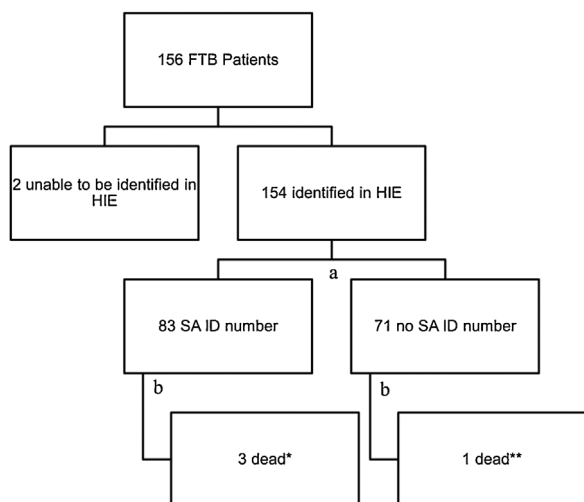 156 FTB Patients
2 unable to be identified in
HIE
154 identified in HIE
a
83 SA ID number
71 no SA ID number
b
b
3 dead*
1 dead**